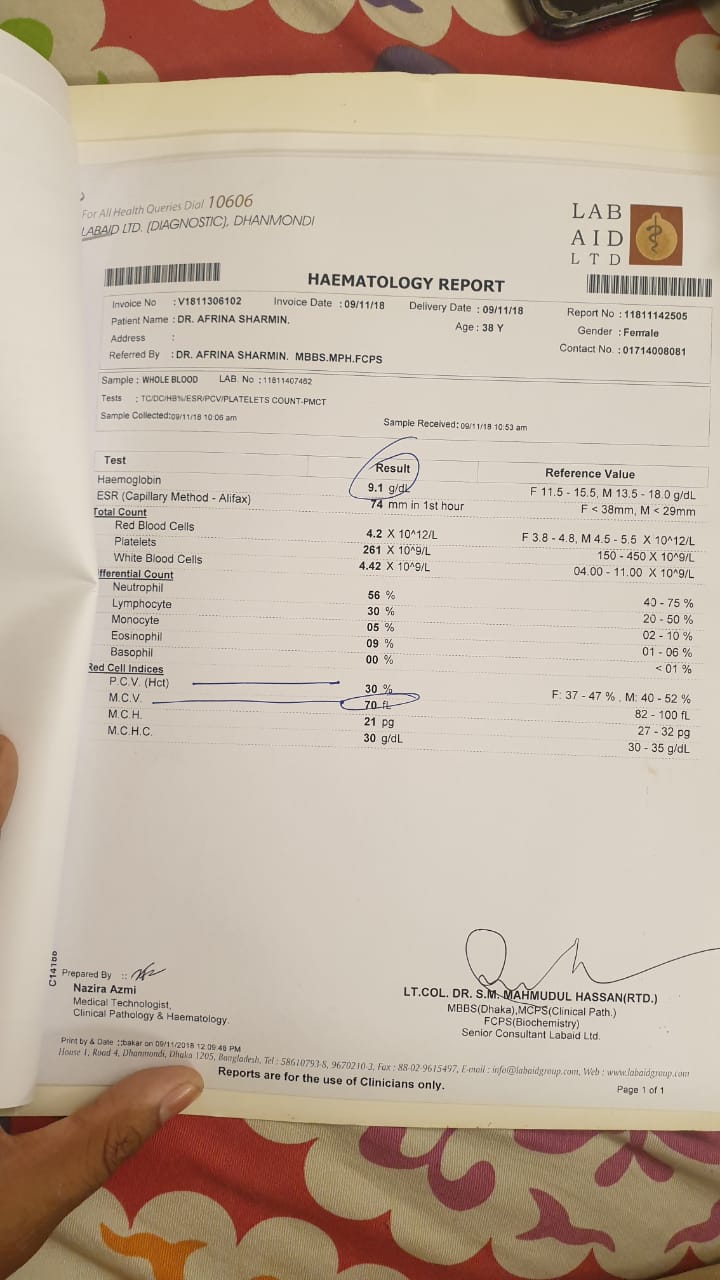 For All Health Queries Dial 10606
LABAID LTD. (DIAGNOSTIC), DHANMONDI
LAB
AID
LTD
HAEMATOLOGY REPORT
Invoice No : V1811306102 Invoice Date : 09/11/18 Delivery Date : 09/11/18 Report No : 11811142505
Patient Name : DR. AFRINA SHARMIN. Age : 38 Y Gender : Female
Address : Contact No. : 01714008081
Referred By : DR. AFRINA SHARMIN. MBBS.MPH.FCPS
Sample : WHOLE BLOOD LAB. No : 11811407462
Tests : TC/DC/HB%/ESR/PCV/PLATELETS COUNT-PMCT
Sample Collected:09/11/18 10:06 am Sample Received: 09/11/18 10:53 am
Test Result Reference Value
Haemoglobin 9.1 g/dL F 11.5 - 15.5, M 13.5 - 18.0 g/dL
ESR (Capillary Method - Alifax) 74 mm in 1st hour F < 38mm, M < 29mm
Total Count
Red Blood Cells 4.2 X 10^12/L F 3.8 - 4.8, M 4.5 - 5.5 X 10^12/L
Platelets 261 X 10^9/L 150 - 450 X 10^9/L
White Blood Cells 4.42 X 10^9/L 04.00 - 11.00 X 10^9/L
fferential Count
Neutrophil 56 % 40 - 75 %
Lymphocyte 30 % 20 - 50 %
Monocyte 05 % 02 - 10 %
Eosinophil 09 % 01 - 06 %
Basophil 00 % < 01 %
Red Cell Indices
P.C.V. (Hct) 30 % F: 37 - 47 % , M: 40 - 52 %
M.C.V. 70 fL 82 - 100 fL
M.C.H. 21 pg 27 - 32 pg
M.C.H.C. 30 g/dL 30 - 35 g/dL
Prepared By ::
Nazira Azmi
Medical Technologist,
Clinical Pathology & Haematology.
LT.COL. DR. S.M. MAHMUDUL HASSAN(RTD.)
MBBS(Dhaka),MCPS(Clinical Path.)
FCPS(Biochemistry)
Senior Consultant Labaid Ltd.
Print by & Date ::bakar on 09/11/2018 12:09:48 PM
House 1, Road 4, Dhanmondi, Dhaka 1205, Bangladesh, Tel : 58610793-8, 9670210-3, Fax : 88-02-9615497, E-mail : info@labaidgroup.com, Web : www.labaidgroup.com
Reports are for the use of Clinicians only.
Page 1 of 1